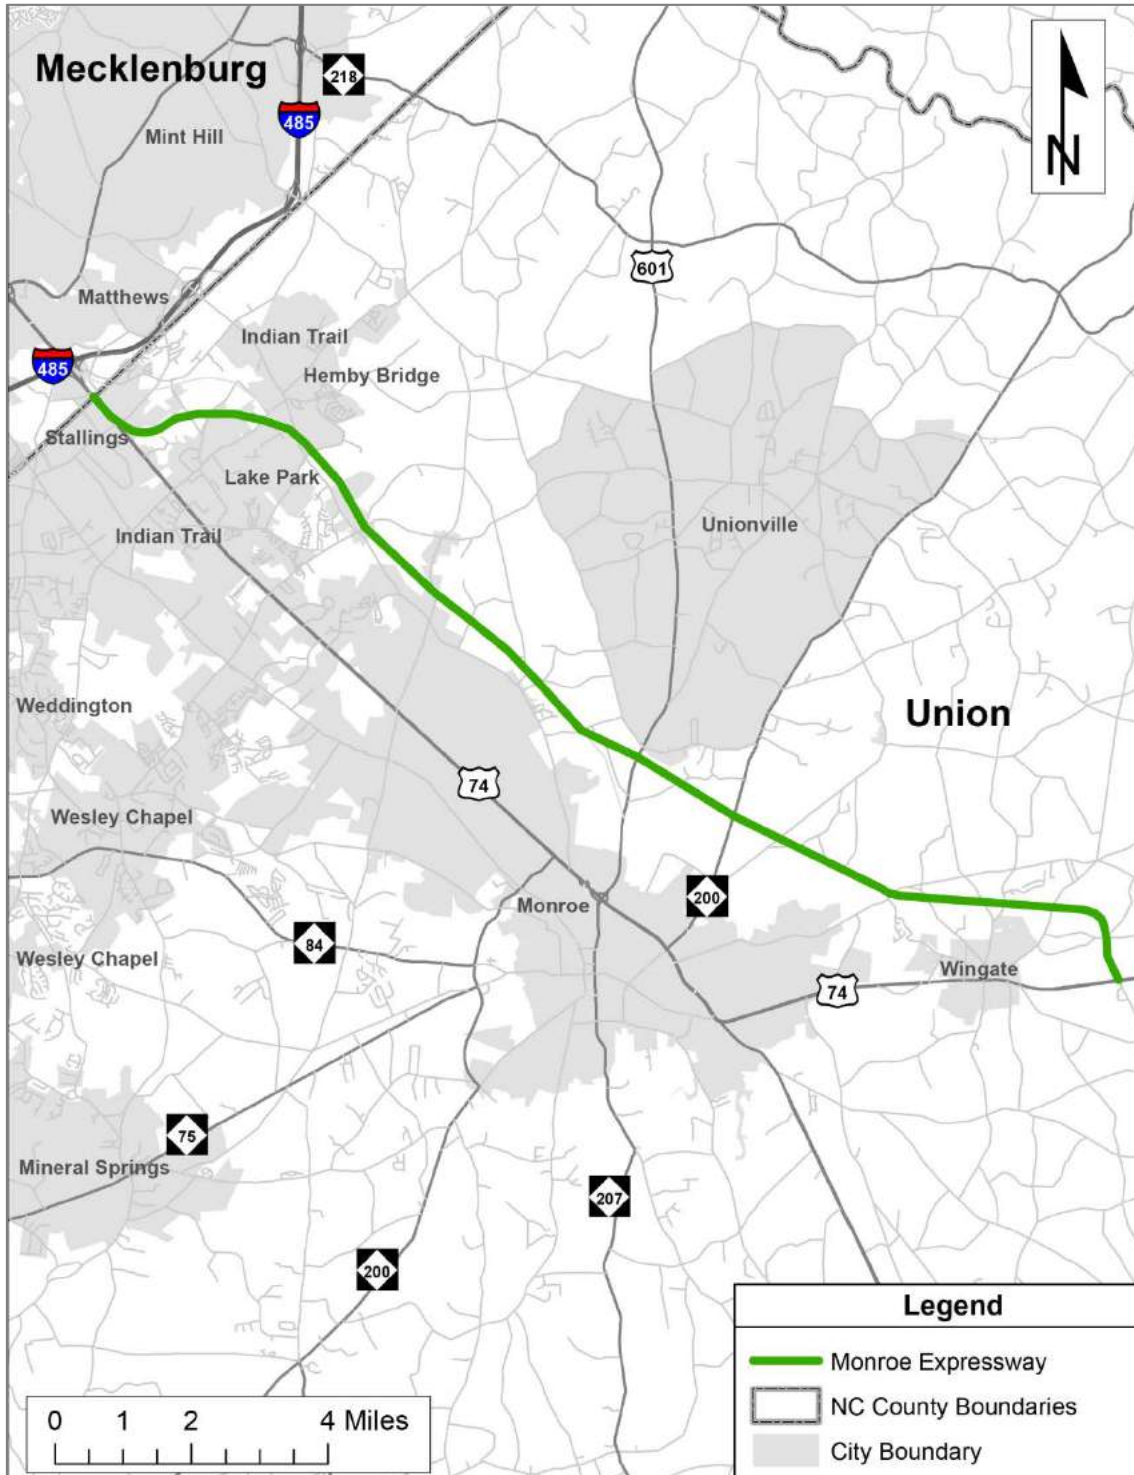 Mecklenburg
218
485
Mint Hill
N
601
Matthews
Indian Trail
485
Hemby Bridge
Stallings
Lake Park
Unionville
Indian Trail
Weddington
Union
74
Wesley Chapel
200
Monroe
84
Wesley Chapel
Wingate
74
75
Mineral Springs
207
200
Legend
Monroe Expressway
NC County Boundaries
City Boundary
0 1 2 4 Miles